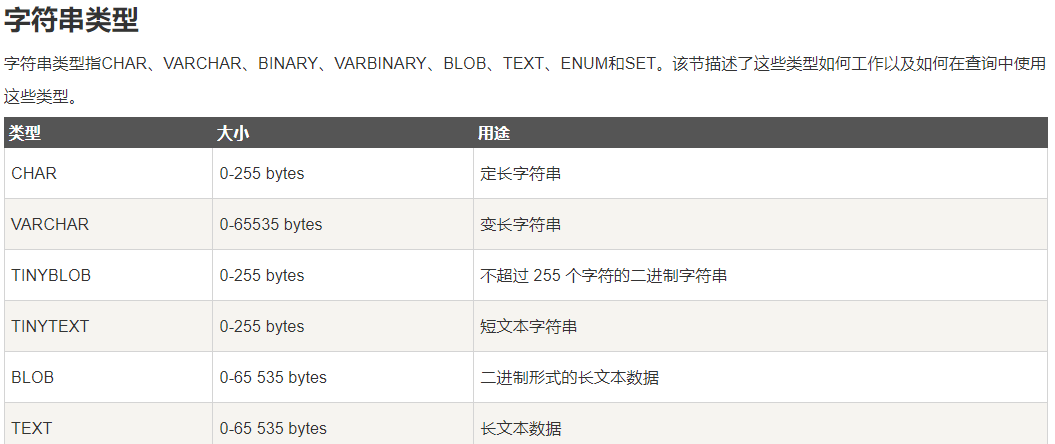 字符串类型
字符串类型指CHAR、VARCHAR、BINARY、VARBINARY、BLOB、TEXT、ENUM和SET。该节描述了这些类型如何工作以及如何在查询中使用
这些类型。
类型 大小 用途
CHAR 0-255 bytes 定长字符串
VARCHAR 0-65535 bytes 变长字符串
TINYBLOB 0-255 bytes 不超过 255 个字符的二进制字符串
TINYTEXT 0-255 bytes 短文本字符串
BLOB 0-65 535 bytes 二进制形式的长文本数据
TEXT 0-65 535 bytes 长文本数据